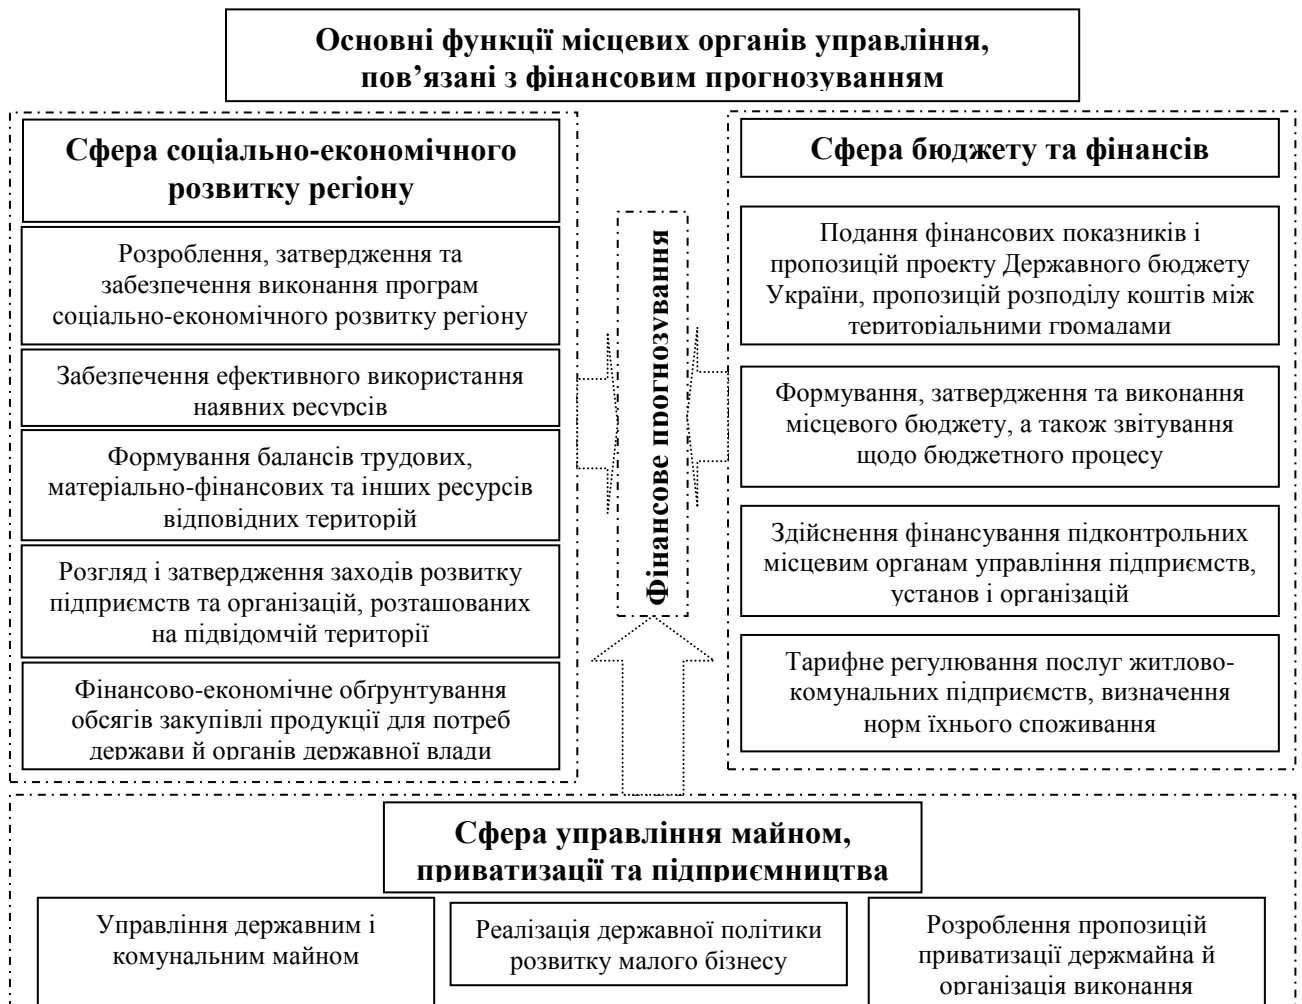 Основні функції місцевих органів управління,
пов’язані з фінансовим прогнозуванням
Сфера соціально-економічного
розвитку регіону
Розроблення, затвердження та
забезпечення виконання програм
соціально-економічного розвитку регіону
Забезпечення ефективного використання
наявних ресурсів
Формування балансів трудових,
матеріально-фінансових та інших ресурсів
відповідних територій
Розгляд і затвердження заходів розвитку
підприємств та організацій, розташованих
на підвідомчій території
Фінансово-економічне обґрунтування
обсягів закупівлі продукції для потреб
держави й органів державної влади
Фінансове прогнозування
Сфера бюджету та фінансів
Подання фінансових показників і
пропозицій проекту Державного бюджету
України, пропозицій розподілу коштів між
територіальними громадами
Формування, затвердження та виконання
місцевого бюджету, а також звітування
щодо бюджетного процесу
Здійснення фінансування підконтрольних
місцевим органам управління підприємств,
установ і організацій
Тарифне регулювання послуг житлово-
комунальних підприємств, визначення
норм їхнього споживання
Сфера управління майном,
приватизації та підприємництва
Управління державним і
комунальним майном
Реалізація державної політики
розвитку малого бізнесу
Розроблення пропозицій
приватизації держмайна й
організація виконання